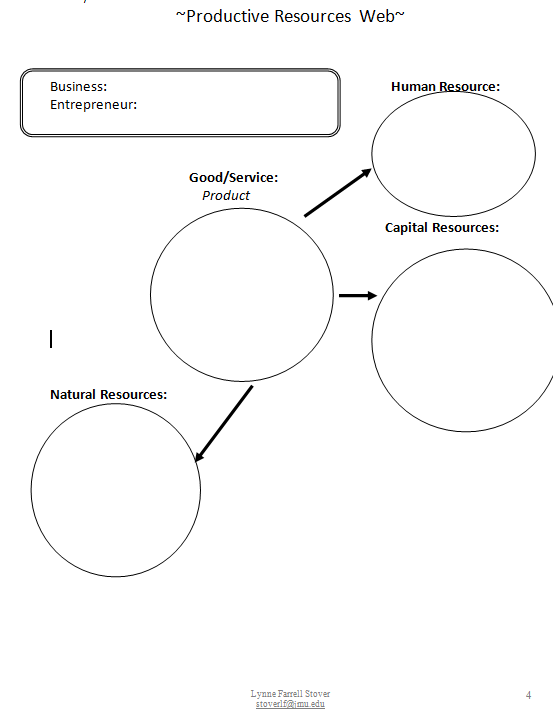 ~Productive Resources Web~
Business:
Entrepreneur:
Human Resource:
Good/Service:
Product
Capital Resources:
Natural Resources:
Lynne Farrell Stover
stoverlf@jmu.edu
4